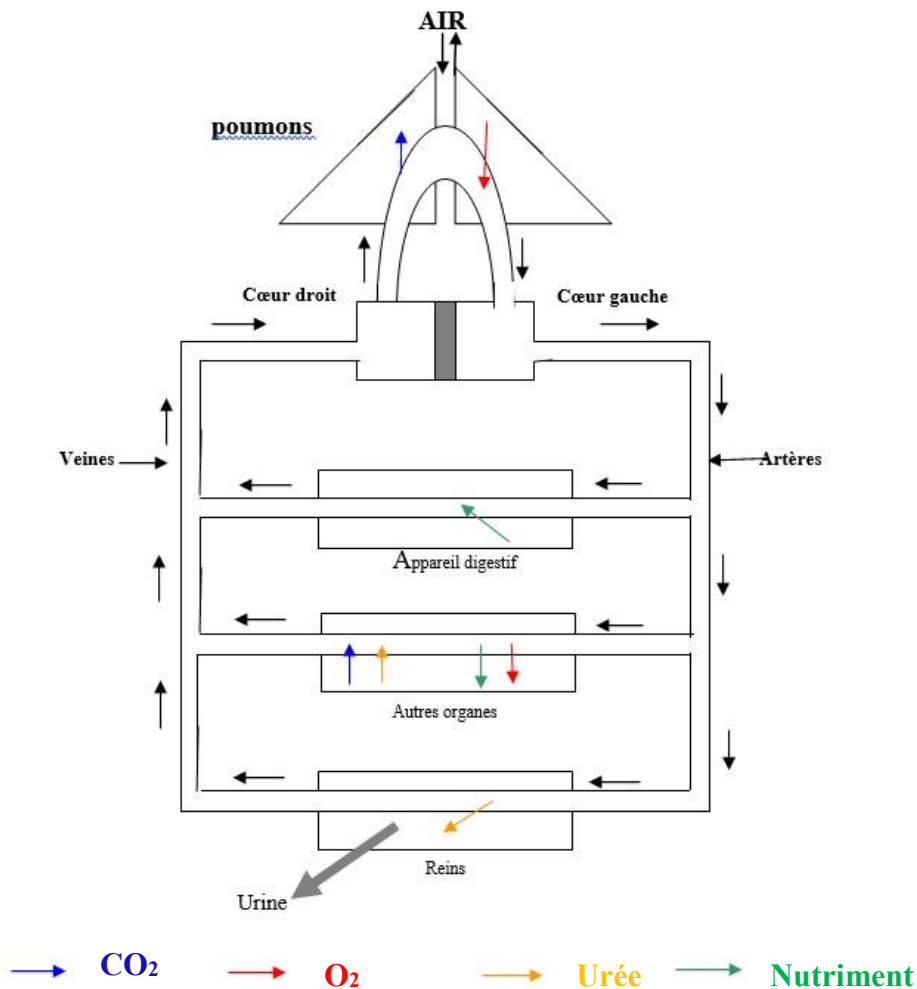 AIR
poumons
Cœur droit
Cœur gauche
Veines
Artères
Appareil digestif
Autres organes
Reins
Urine
CO₂ O₂ Urée Nutriment